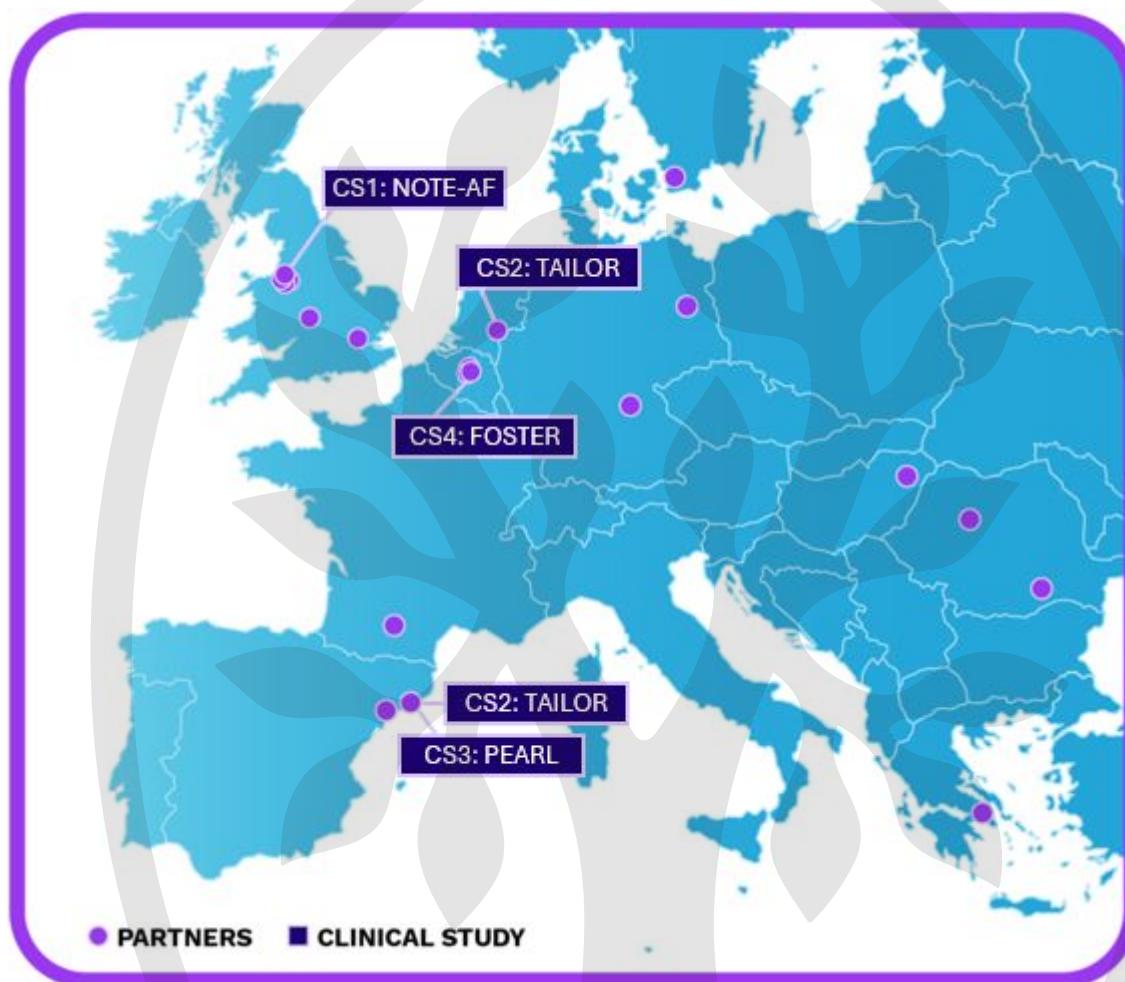 CS1: NOTE-AF
CS2: TAILOR
CS4: FOSTER
CS2: TAILOR
CS3: PEARL
PARTNERS
CLINICAL STUDY